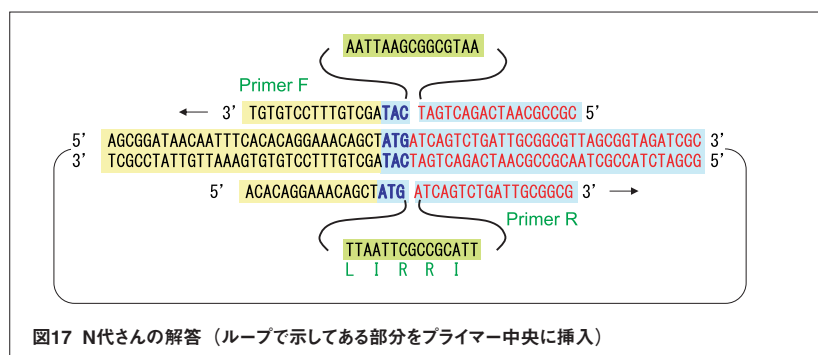 AATTAAGCGGCGTAA
Primer F
← 3’ TGTGTCCTTTGTCGATAC TAGTCAGACTAACGCCGC 5’
5’ AGCGGATAACAATTTCACACAGGAAACAGCTATGATCAGTCTGATTGCGGCGTTAGCGGTAGATCGC 3’
3’ TCGCCTATTGTTAAAGTGTGTCCTTTGTCGATACTAGTCAGACTAACGCCGCAATCGCCATCTAGCG 5’
5’ ACACAGGAAACAGCTATG ATCAGTCTGATTGCGGCG 3’ →
Primer R
TTAATTCGCCGCATT
L I R R I
図17 N代さんの解答（ループで示してある部分をプライマー中央に挿入）